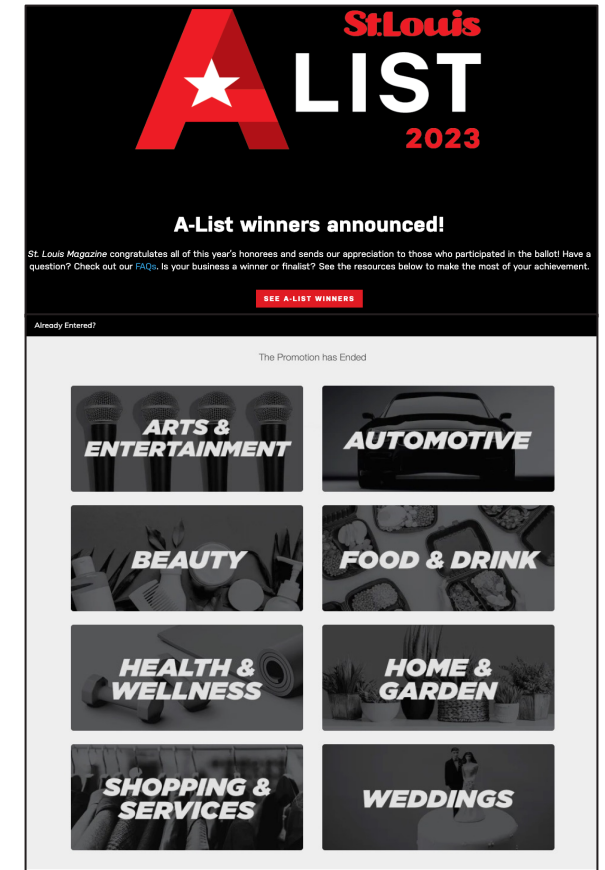 St.Louis
A LIST
2023
A-List winners announced!
St. Louis Magazine congratulates all of this year's honorees and sends our appreciation to those who participated in the ballot! Have a
question? Check out our FAQs. Is your business a winner or finalist? See the resources below to make the most of your achievement.
SEE A-LIST WINNERS
Already Entered?
The Promotion has Ended
ARTS &
ENTERTAINMENT
AUTOMOTIVE
BEAUTY
FOOD & DRINK
HEALTH &
WELLNESS
HOME &
GARDEN
SHOPPING &
SERVICES
WEDDINGS